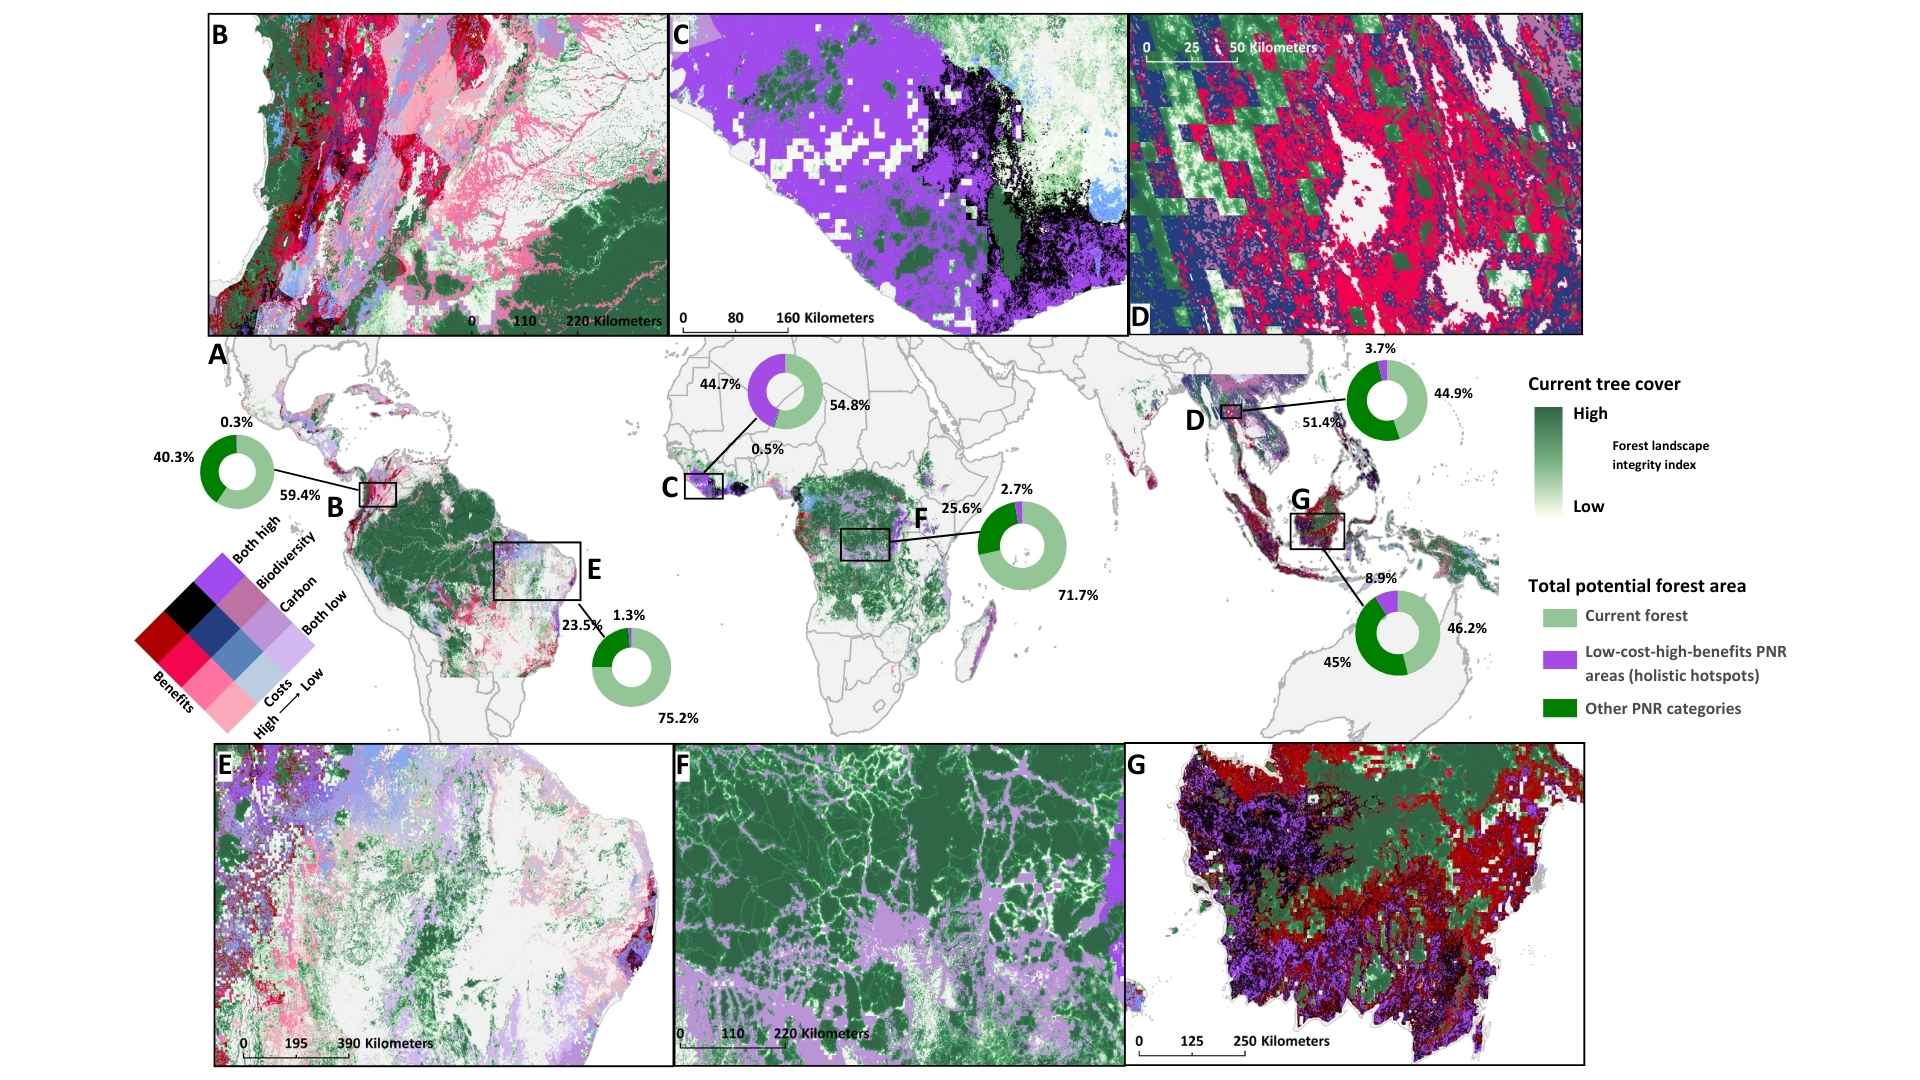 B
0 110 220 Kilometers
C
0 80 160 Kilometers
0 25 50 Kilometers
D
A
0.3%
40.3%
59.4%
B
44.7%
54.8%
0.5%
C
3.7%
44.9%
51.4%
D
2.7%
25.6%
71.7%
F
G
8.9%
46.2%
45%
E
1.3%
23.5%
75.2%
Both high
Biodiversity
Carbon
Both low
Benefits
Costs
High → Low
Current tree cover
High
Forest landscape
integrity index
Low
Total potential forest area
Current forest
Low-cost-high-benefits PNR
areas (holistic hotspots)
Other PNR categories
E
0 195 390 Kilometers
F
0 110 220 Kilometers
G
0 125 250 Kilometers